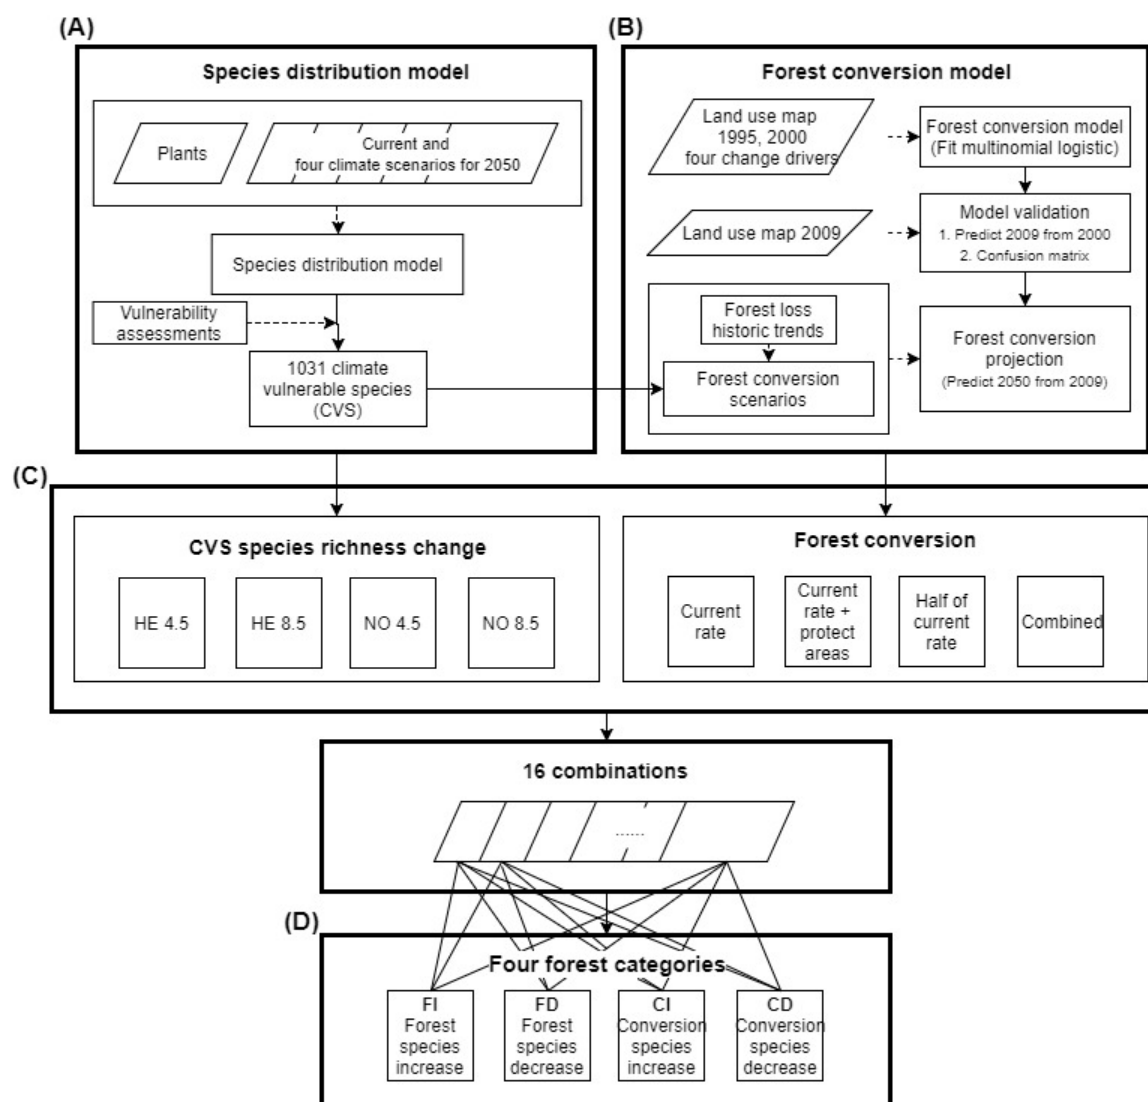 (A)
Species distribution model
Plants
Current and
four climate scenarios for 2050
Species distribution model
Vulnerability
assessments
1031 climate
vulnerable species
(CVS)
(B)
Forest conversion model
Land use map
1995, 2000
four change drivers
Forest conversion model
(Fit multinomial logistic)
Land use map 2009
Model validation
1. Predict 2009 from 2000
2. Confusion matrix
Forest loss
historic trends
Forest conversion
scenarios
Forest conversion
projection
(Predict 2050 from 2009)
(C)
CVS species richness change
HE 4.5
HE 8.5
NO 4.5
NO 8.5
Forest conversion
Current
rate
Current
rate +
protect
areas
Half of
current
rate
Combined
16 combinations
......
(D)
Four forest categories
FI
Forest
species
increase
FD
Forest
species
decrease
CI
Conversion
species
increase
CD
Conversion
species
decrease